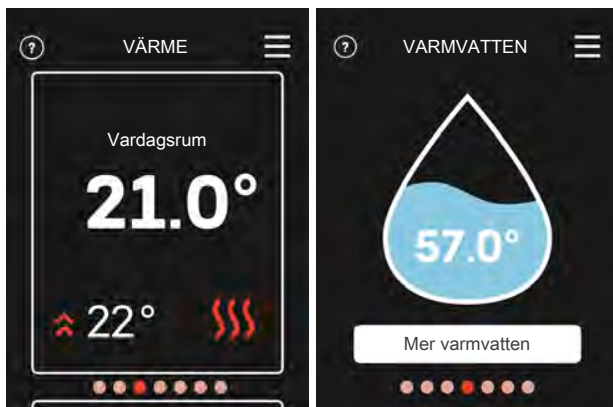 ?
VÄRME
Vardagsrum
21.0°
22°
?
VARMVATTEN
57.0°
Mer varmvatten